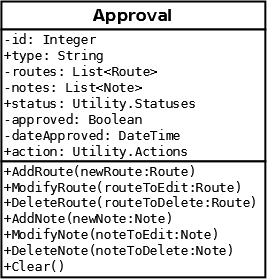 Approval
-id: Integer
+type: String
-routes: List<Route>
-notes: List<Note>
+status: Utility.Statuses
-approved: Boolean
-dateApproved: DateTime
+action: Utility.Actions
+AddRoute(newRoute:Route)
+ModifyRoute(routeToEdit:Route)
+DeleteRoute(routeToDelete:Route)
+AddNote(newNote:Note)
+ModifyNote(noteToEdit:Note)
+DeleteNote(noteToDelete:Note)
+Clear()